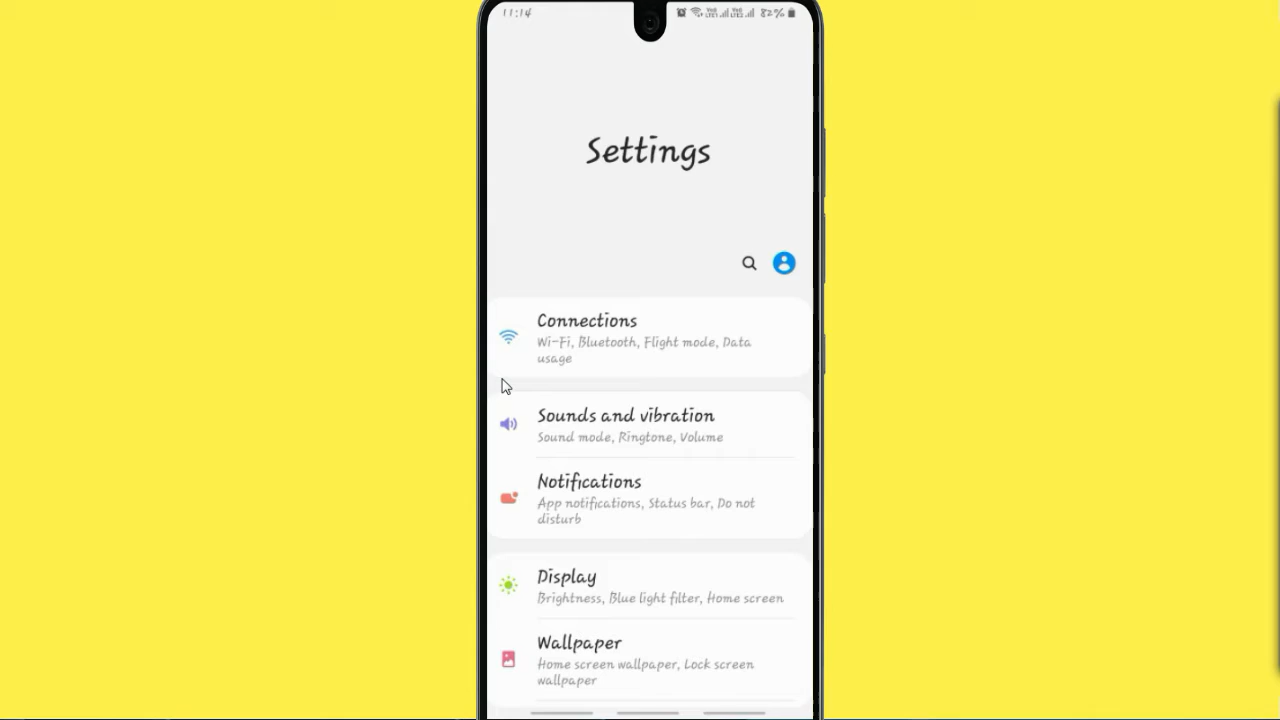 11:14
82%
Settings
Connections
Wi-Fi, Bluetooth, Flight mode, Data
usage
Sounds and vibration
Sound mode, Ringtone, Volume
Notifications
App notifications, Status bar, Do not
disturb
Display
Brightness, Blue light filter, Home screen
Wallpaper
Home screen wallpaper, Lock screen
wallpaper